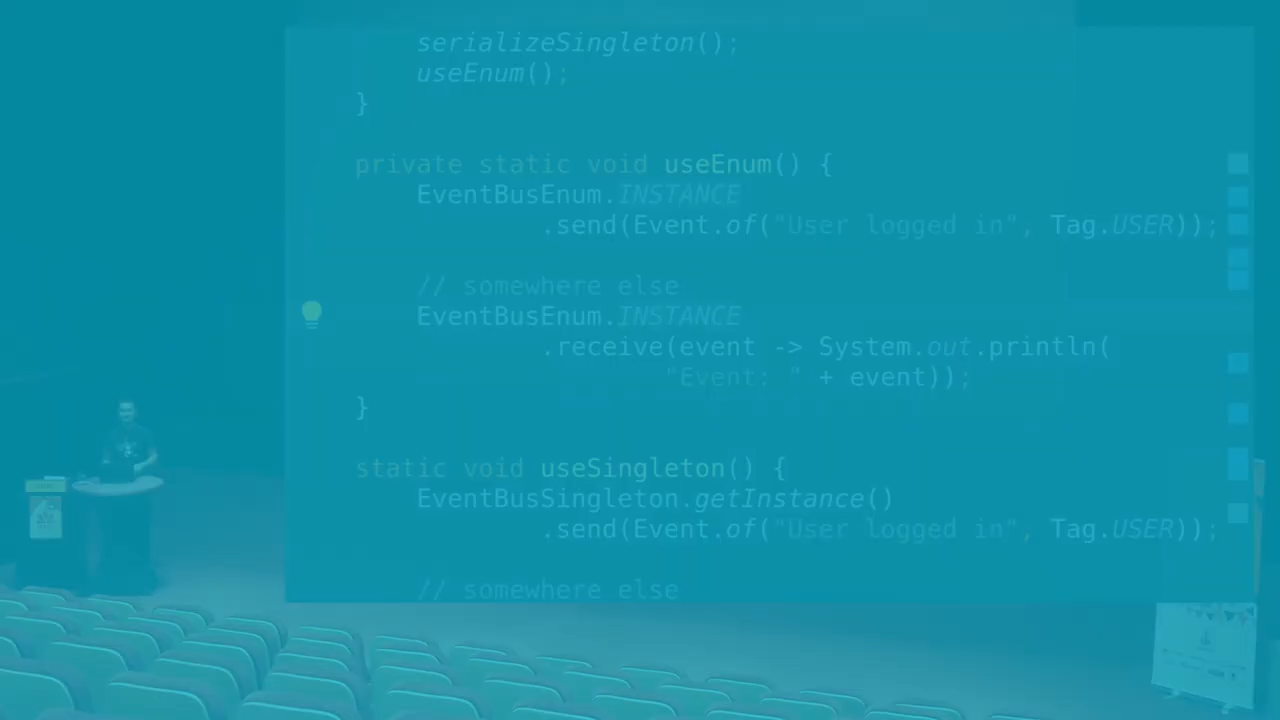 serializeSingleton();
useEnum();
}
private static void useEnum() {
EventBusEnum.INSTANCE
.send(Event.of("User logged in", Tag.USER));
// somewhere else
EventBusEnum.INSTANCE
.receive(event -> System.out.println(
"Event: " + event));
}
static void useSingleton() {
EventBusSingleton.getInstance()
.send(Event.of("User logged in", Tag.USER));
// somewhere else